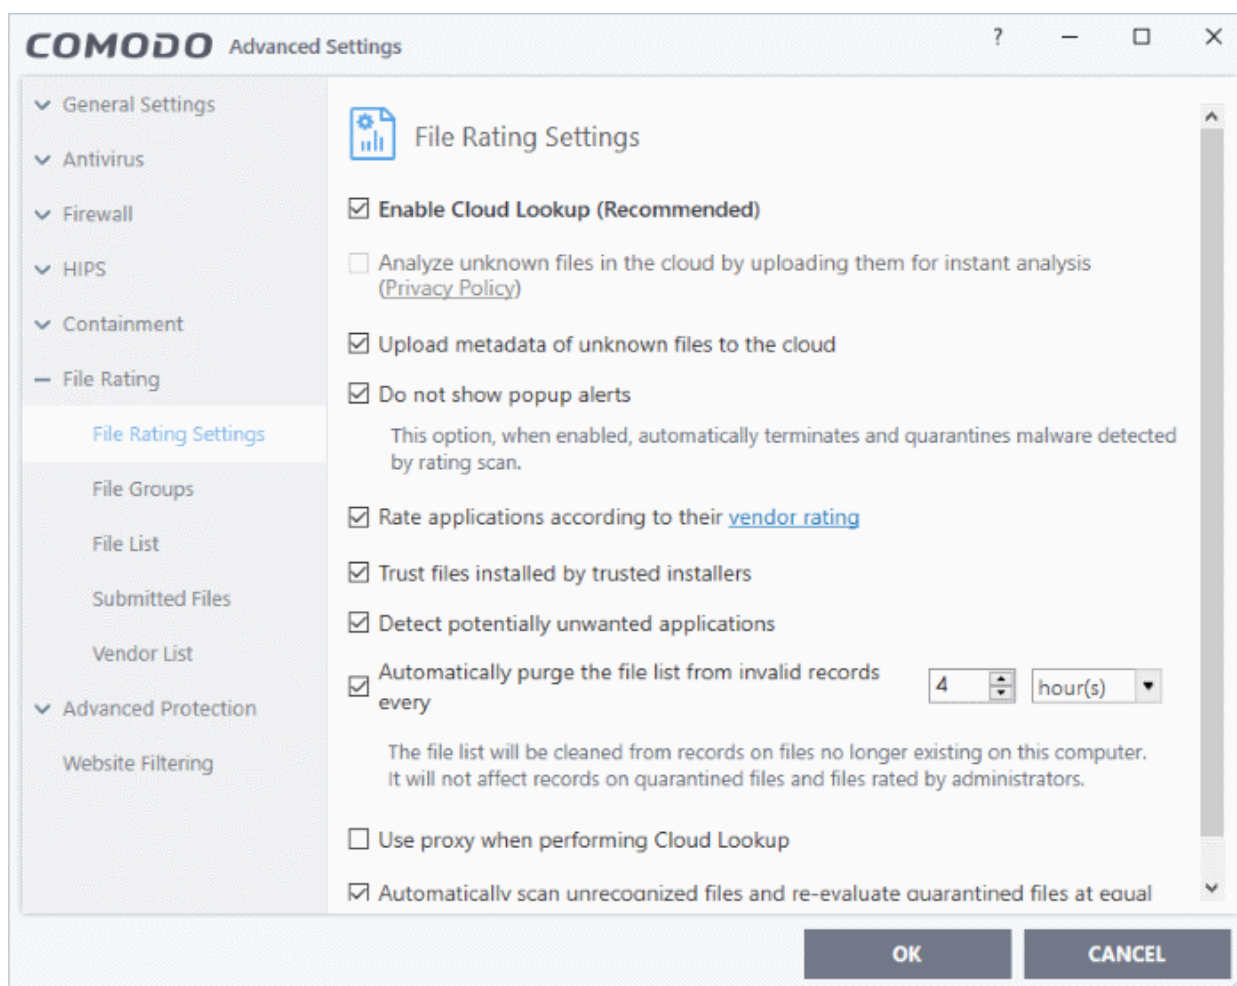 COMODO Advanced Settings ?
General Settings
Antivirus
Firewall
HIPS
Containment
File Rating
File Rating Settings
File Groups
File List
Submitted Files
Vendor List
Advanced Protection
Website Filtering
File Rating Settings
Enable Cloud Lookup (Recommended)
Analyze unknown files in the cloud by uploading them for instant analysis
(Privacy Policy)
Upload metadata of unknown files to the cloud
Do not show popup alerts
This option, when enabled, automatically terminates and quarantines malware detected
by rating scan.
Rate applications according to their vendor rating
Trust files installed by trusted installers
Detect potentially unwanted applications
Automatically purge the file list from invalid records
every
4 hour(s)
The file list will be cleaned from records on files no longer existing on this computer.
It will not affect records on quarantined files and files rated by administrators.
Use proxy when performing Cloud Lookup
Automatically scan unrecognized files and re-evaluate quarantined files at equal
OK CANCEL